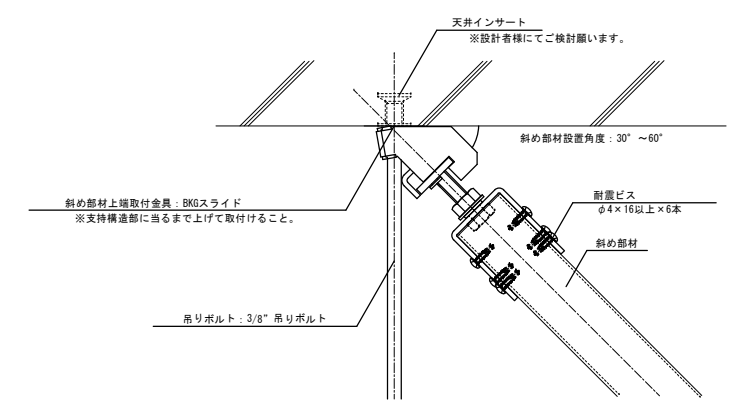 天井インサート
※設計者様にてご検討願います。
斜め部材設置角度：30°～60°
斜め部材上端取付金具：BKGスライド
※支持構造部に当るまで上げて取付けること。
耐震ビス
φ4×16以上×6本
斜め部材
吊りボルト：3/8"吊りボルト